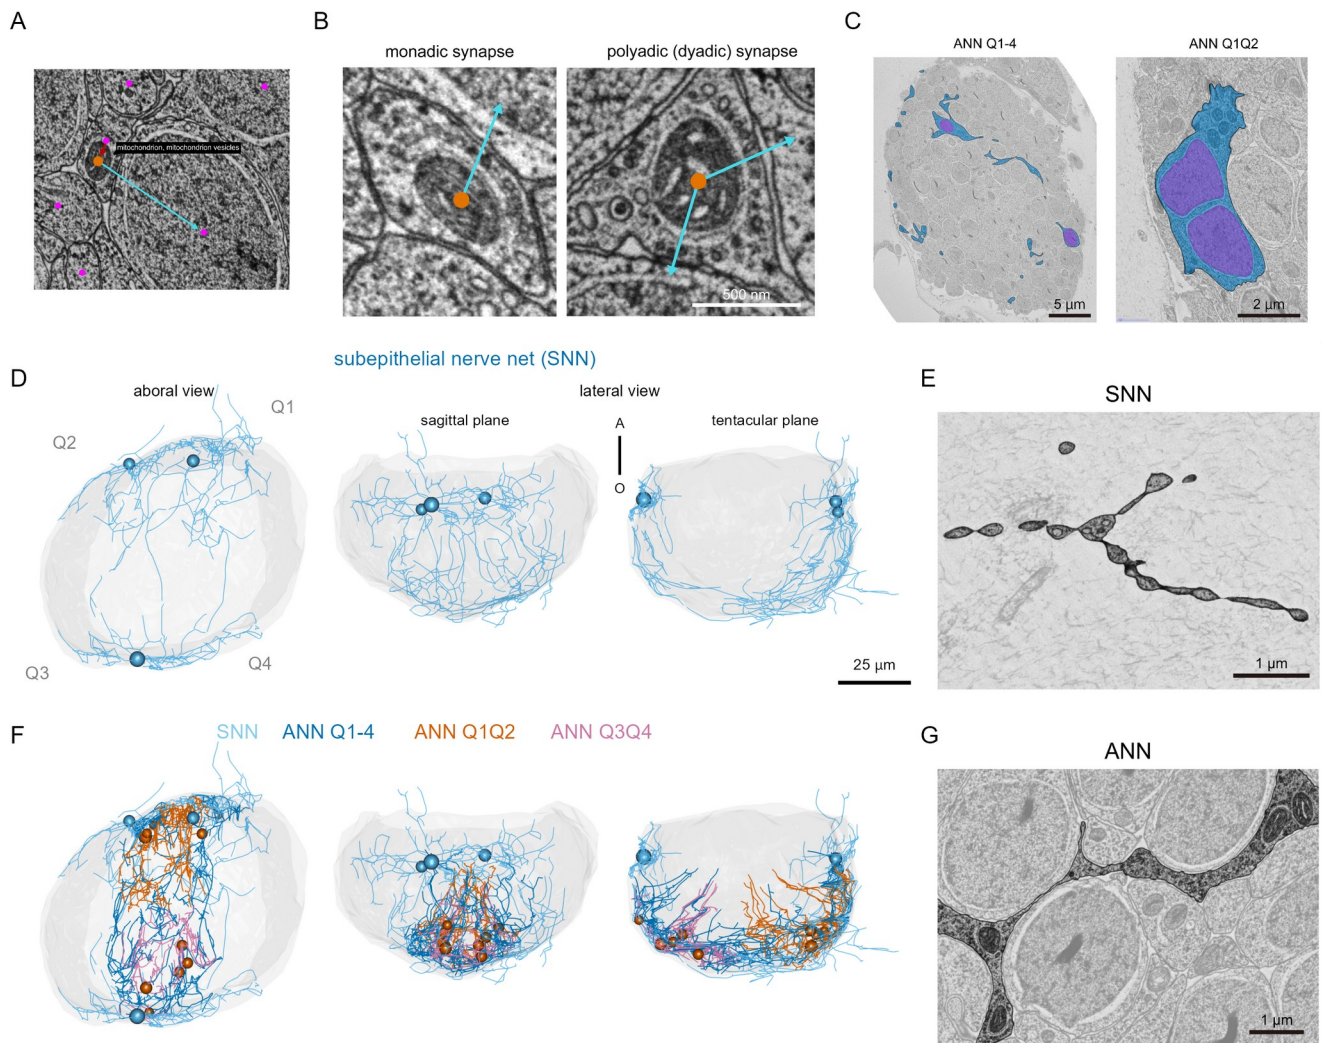 A
mitochondrion, mitochondrion vesicles
B
monadic synapse
polyadic (dyadic) synapse
500 nm
C
ANN Q1-4
ANN Q1Q2
5 µm
2 µm
D
subepithelial nerve net (SNN)
aboral view
lateral view
sagittal plane
tentacular plane
Q1
Q2
Q3
Q4
A
O
25 µm
E
SNN
1 µm
F
SNN
ANN Q1-4
ANN Q1Q2
ANN Q3Q4
G
ANN
1 µm